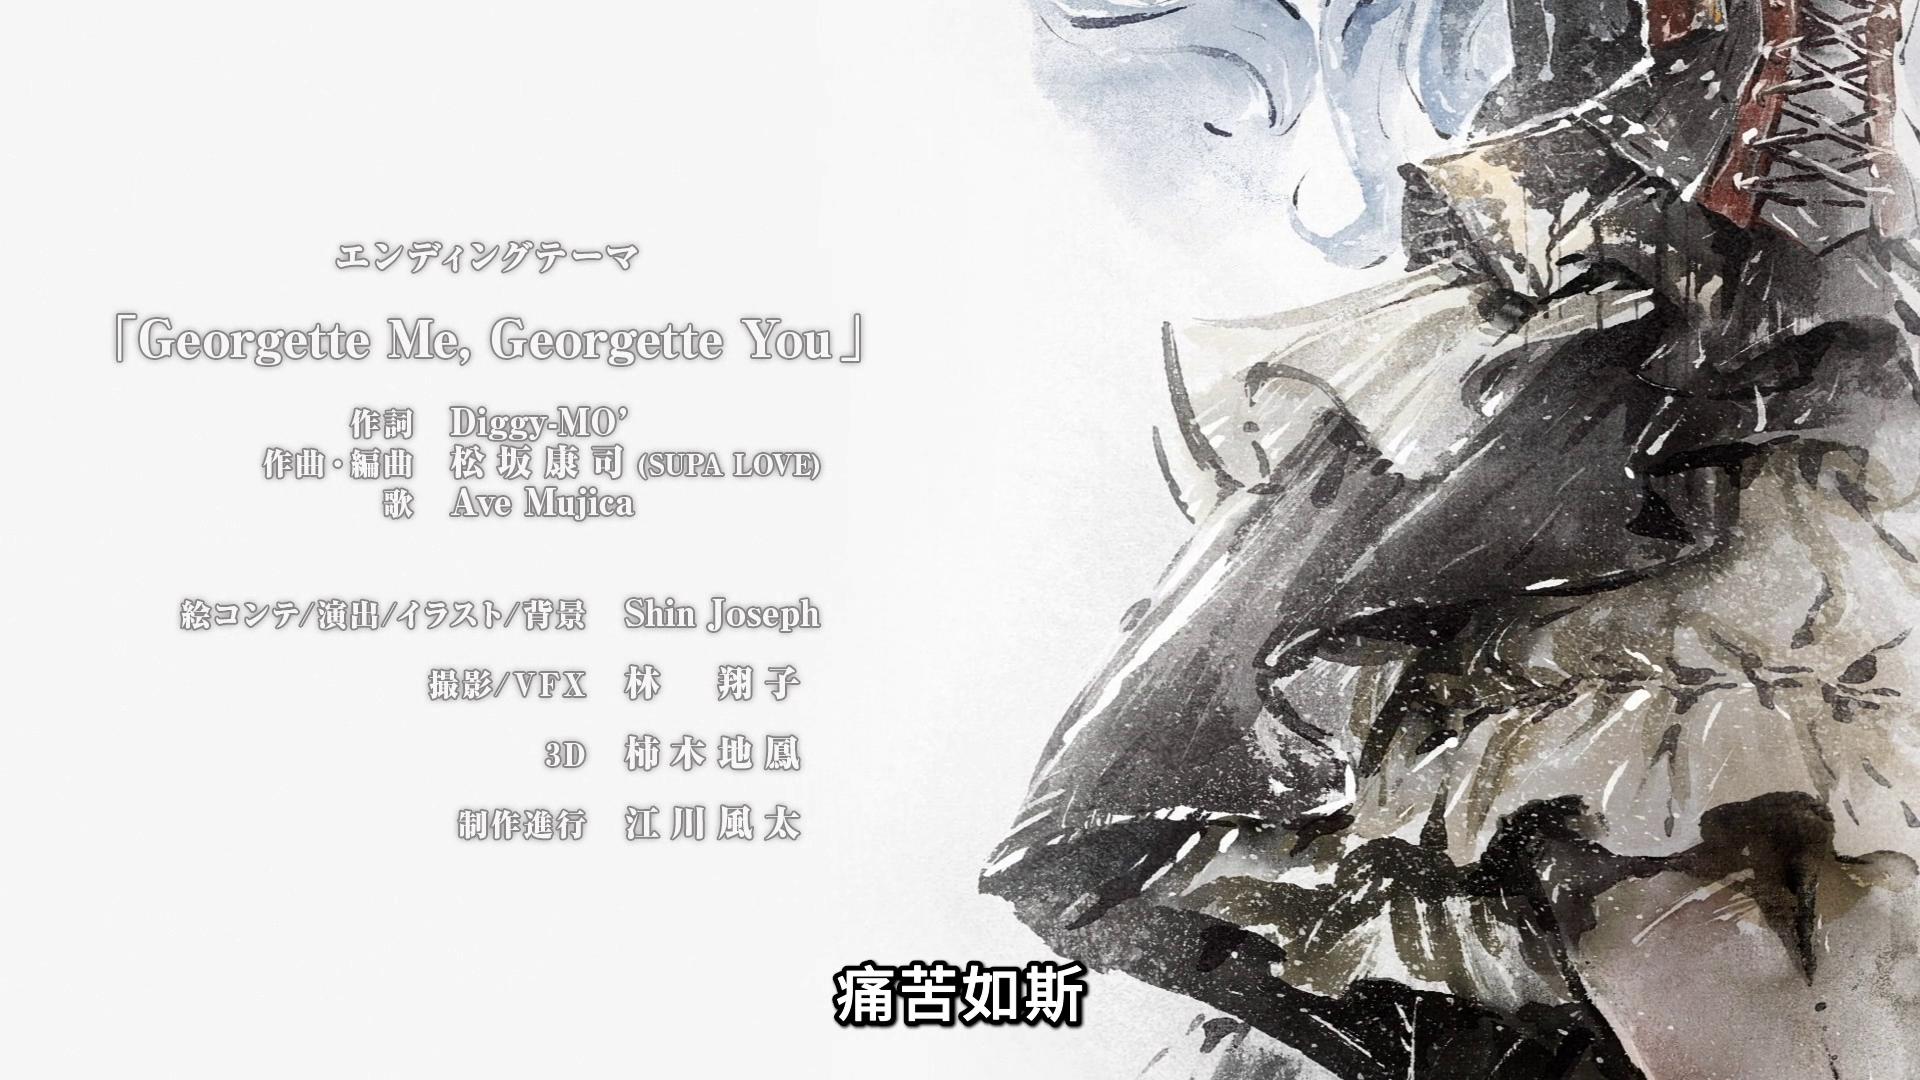 エンディングテーマ
「Georgette Me, Georgette You」
作詞 Diggy-MO’
作曲・編曲 松坂康司 (SUPA LOVE)
歌 Ave Mujica
絵コンテ/演出/イラスト/背景 Shin Joseph
撮影/VFX 林 翔子
3D 柿木地鳳
制作進行 江川風太
痛苦如斯